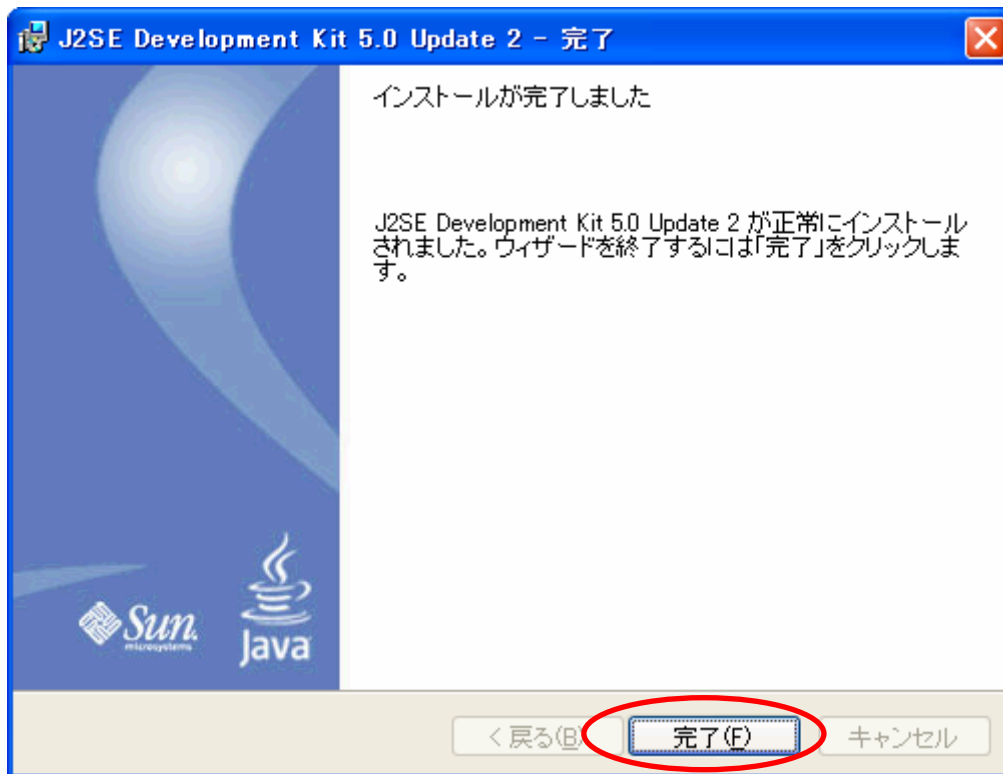 J2SE Development Kit 5.0 Update 2 - 完了
インストールが完了しました
J2SE Development Kit 5.0 Update 2 が正常にインストール
されました。ウィザードを終了するには「完了」をクリックしま
す。
Sun
microsystems
Java
< 戻る(B)
完了(F)
キャンセル